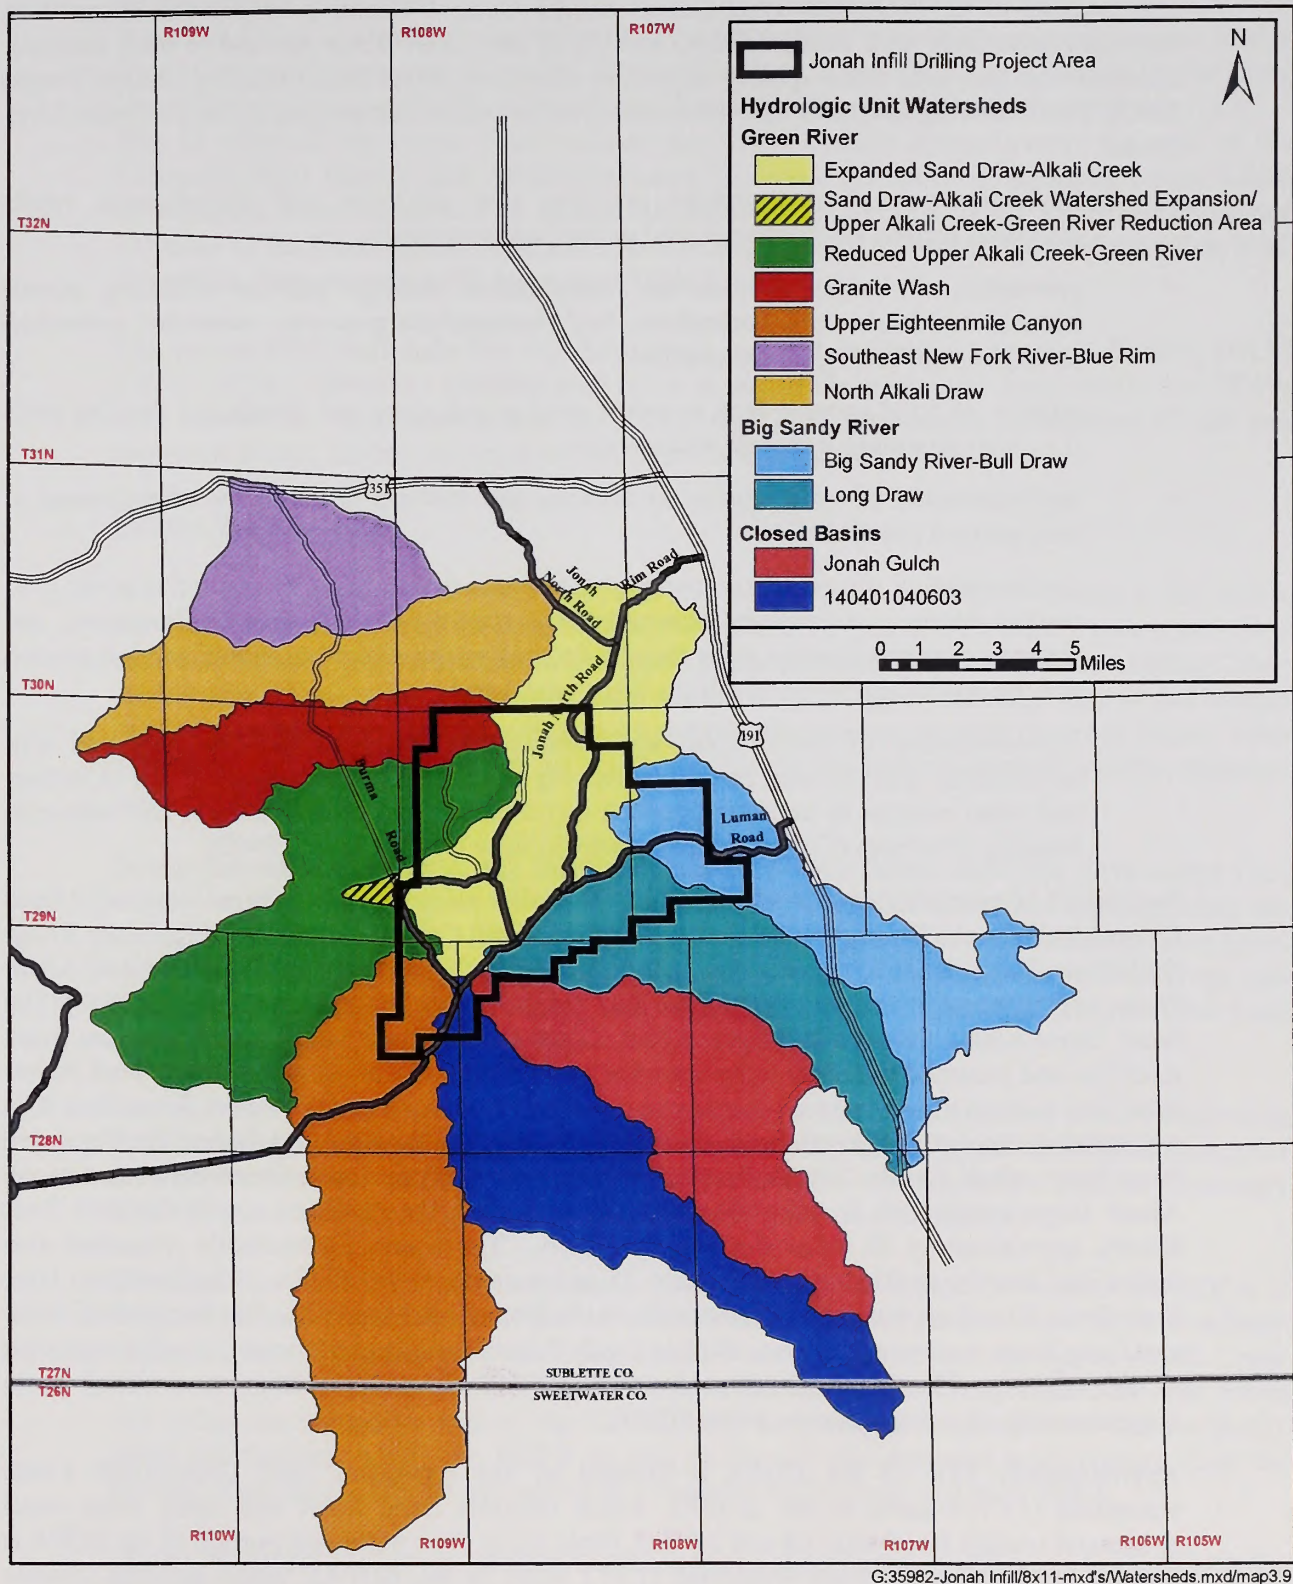 R109W
R108W
R107W
N
Jonah Infill Drilling Project Area
Hydrologic Unit Watersheds
Green River
Expanded Sand Draw-Alkali Creek
Sand Draw-Alkali Creek Watershed Expansion/
Upper Alkali Creek-Green River Reduction Area
Reduced Upper Alkali Creek-Green River
Granite Wash
Upper Eighteenmile Canyon
Southeast New Fork River-Blue Rim
North Alkali Draw
Big Sandy River
Big Sandy River-Bull Draw
Long Draw
Closed Basins
Jonah Gulch
140401040603
0 1 2 3 4 5
Miles
T32N
T31N
351
Jonah
North Road
Rim Road
T30N
Jonah North Road
191
Burma
Road
Luman
Road
T29N
T28N
T27N
T26N
SUBLETTE CO.
SWEETWATER CO.
R110W
R109W
R108W
R107W
R106W
R105W
G:35982-Jonah Infill/8x11-mxd's/Watersheds.mxd/map3.9